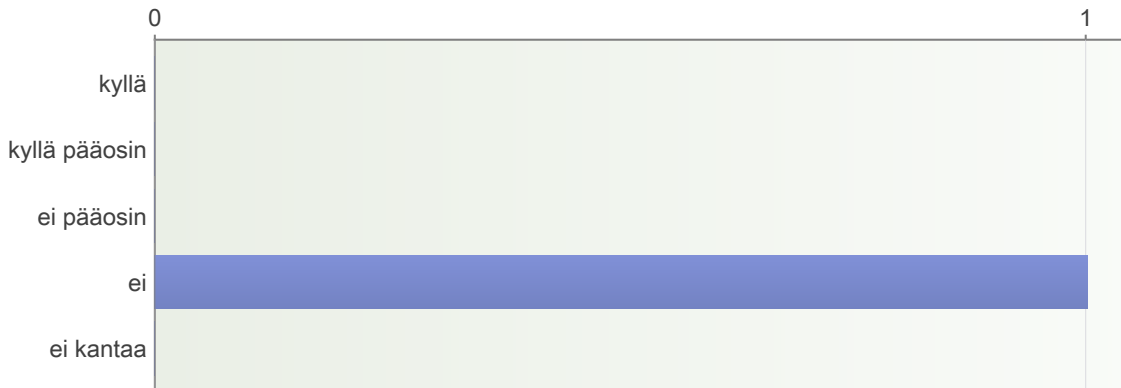 0 1
kyllä
kyllä pääosin
ei pääosin
ei
ei kantaa